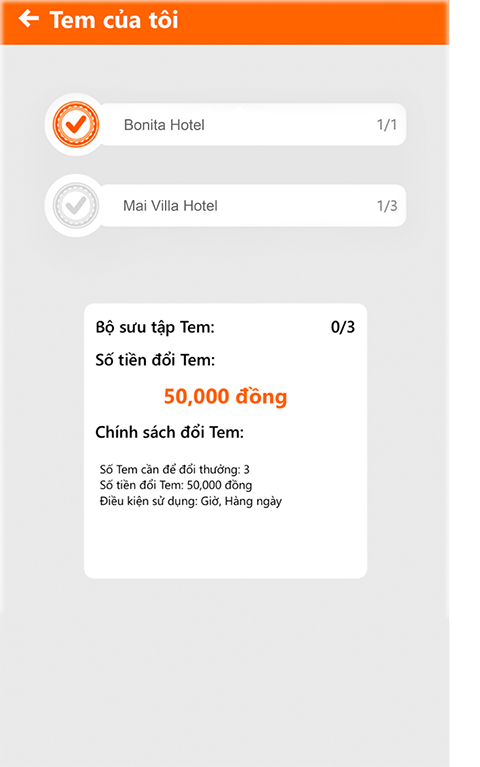 Tem của tôi
Bonita Hotel 1/1
Mai Villa Hotel 1/3
Bộ sưu tập Tem: 0/3
Số tiền đổi Tem:
50,000 đồng
Chính sách đổi Tem:
Số Tem cần để đổi thưởng: 3
Số tiền đổi Tem: 50,000 đồng
Điều kiện sử dụng: Giờ, Hàng ngày